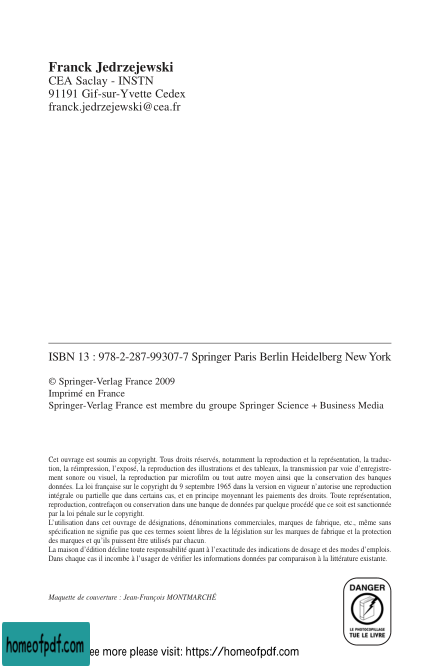 Franck Jedrzejewski
CEA Saclay - INSTN
91191 Gif-sur-Yvette Cedex
franck.jedrzejewski@cea.fr
ISBN 13 : 978-2-287-99307-7 Springer Paris Berlin Heidelberg New York
© Springer-Verlag France 2009
Imprimé en France
Springer-Verlag France est membre du groupe Springer Science + Business Media
Cet ouvrage est soumis au copyright. Tous droits réservés, notamment la reproduction et la représentation, la traduc-
tion, la réimpression, l'exposé, la reproduction des illustrations et des tableaux, la transmission par voie d'enregistre-
ment sonore ou visuel, la reproduction par microfilm ou tout autre moyen ainsi que la conservation des banques
données. La loi française sur le copyright du 9 septembre 1965 dans la version en vigueur n'autorise une reproduction
intégrale ou partielle que dans certains cas, et en principe moyennant les paiements des droits. Toute représentation,
reproduction, contrefaçon ou conservation dans une banque de données par quelque procédé que ce soit est sanctionnée
par la loi pénale sur le copyright.
L'utilisation dans cet ouvrage de désignations, dénominations commerciales, marques de fabrique, etc., même sans
spécification ne signifie pas que ces termes soient libres de la législation sur les marques de fabrique et la protection
des marques et qu'ils puissent être utilisés par chacun.
La maison d'édition décline toute responsabilité quant à l'exactitude des indications de dosage et des modes d'emplois.
Dans chaque cas il incombe à l'usager de vérifier les informations données par comparaison à la littérature existante.
Maquette de couverture : Jean-François MONTMARCHÉ
DANGER
LE PHOTOCOPILLAGE
TUE LE LIVRE
homeofpdf.com
ee more please visit: https://homeofpdf.com